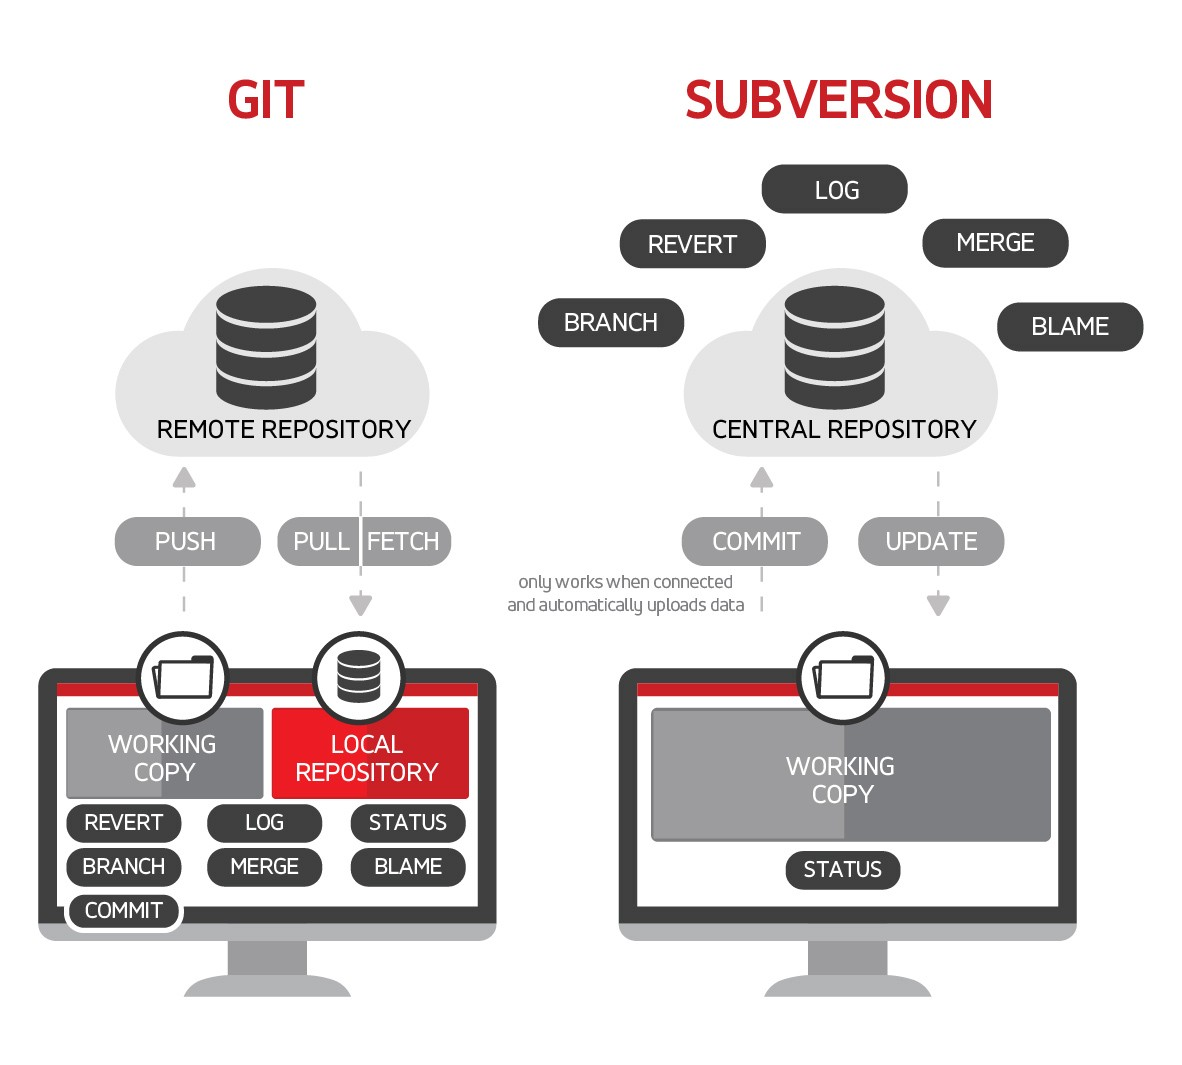 GIT
REMOTE REPOSITORY
PUSH
PULL
FETCH
WORKING
COPY
LOCAL
REPOSITORY
REVERT
LOG
STATUS
BRANCH
MERGE
BLAME
COMMIT
SUBVERSION
LOG
REVERT
MERGE
BRANCH
BLAME
CENTRAL REPOSITORY
COMMIT
UPDATE
only works when connected
and automatically uploads data
WORKING
COPY
STATUS